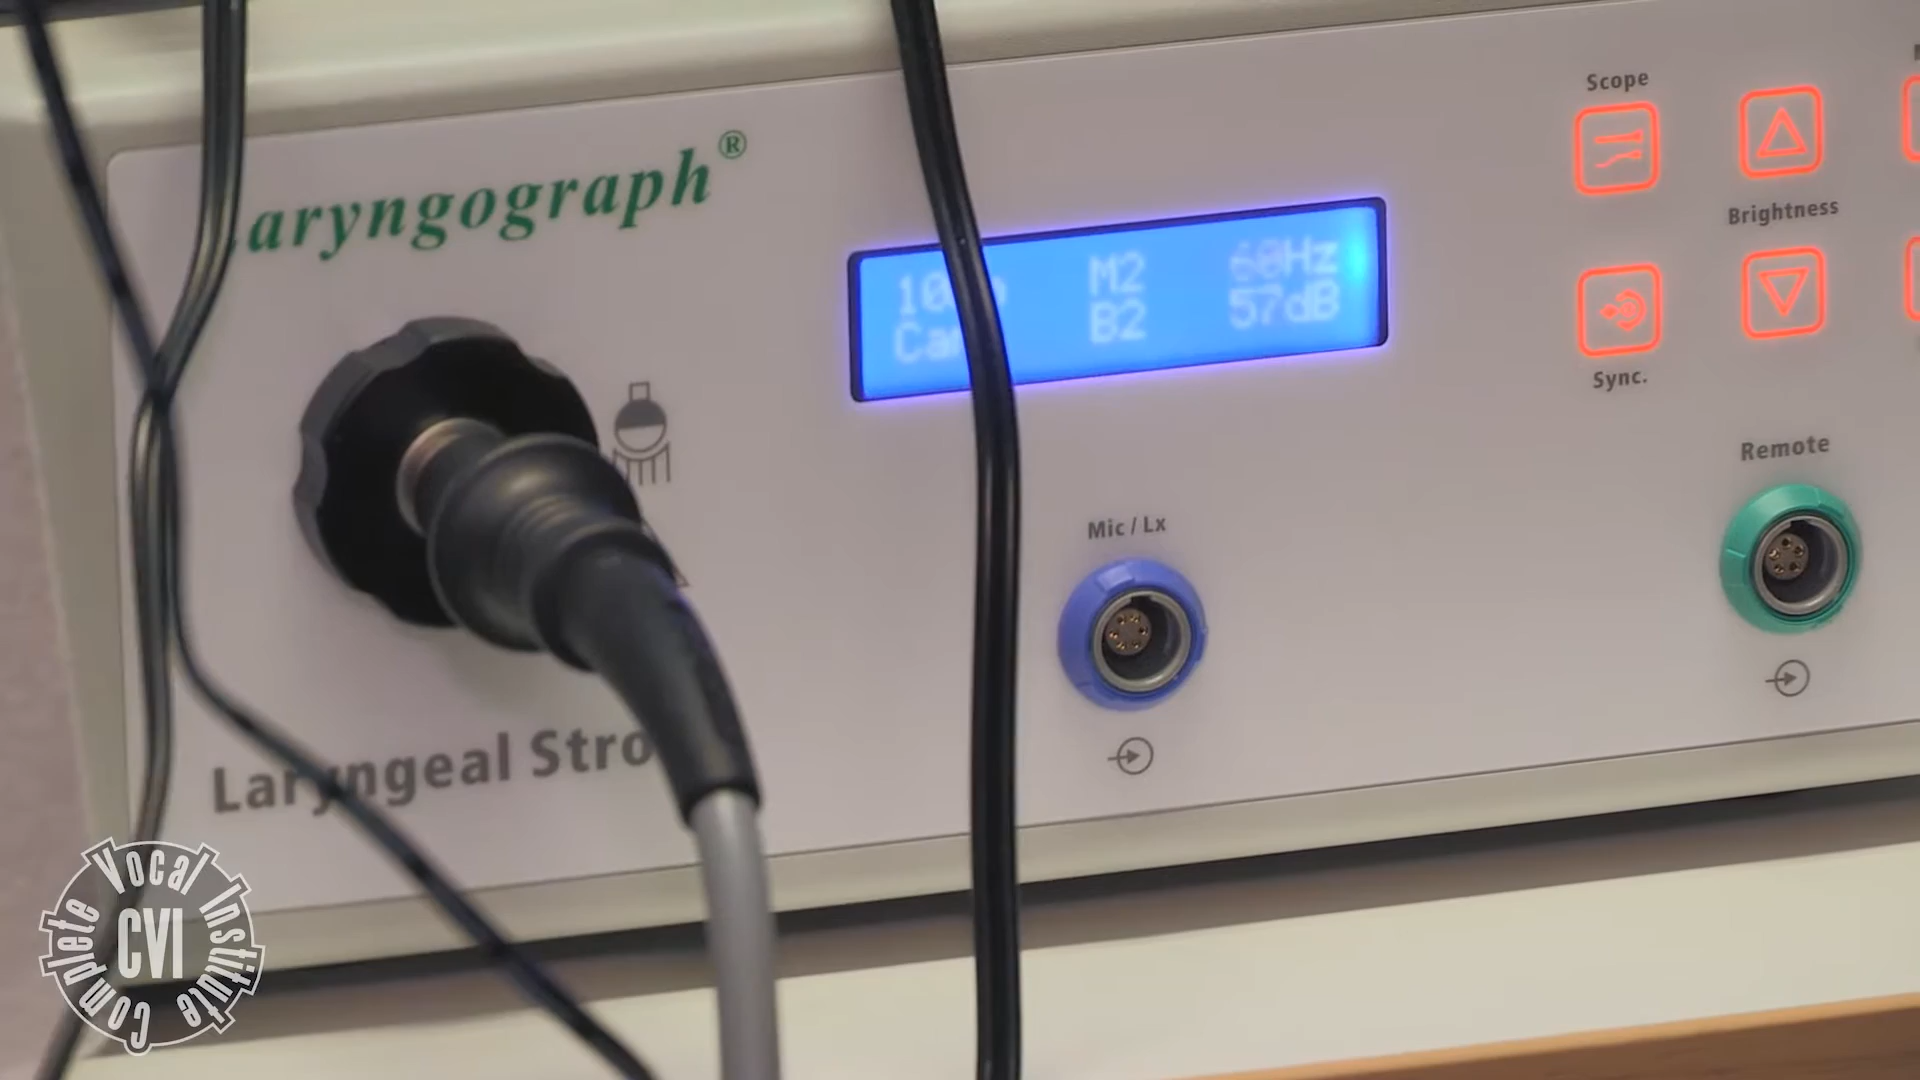 aryngograph®
M2 60Hz
B2 57dB
Scope
Brightness
Sync.
Remote
Mic / Lx
Laryngeal Stro
Complete Vocal Institute
CVI